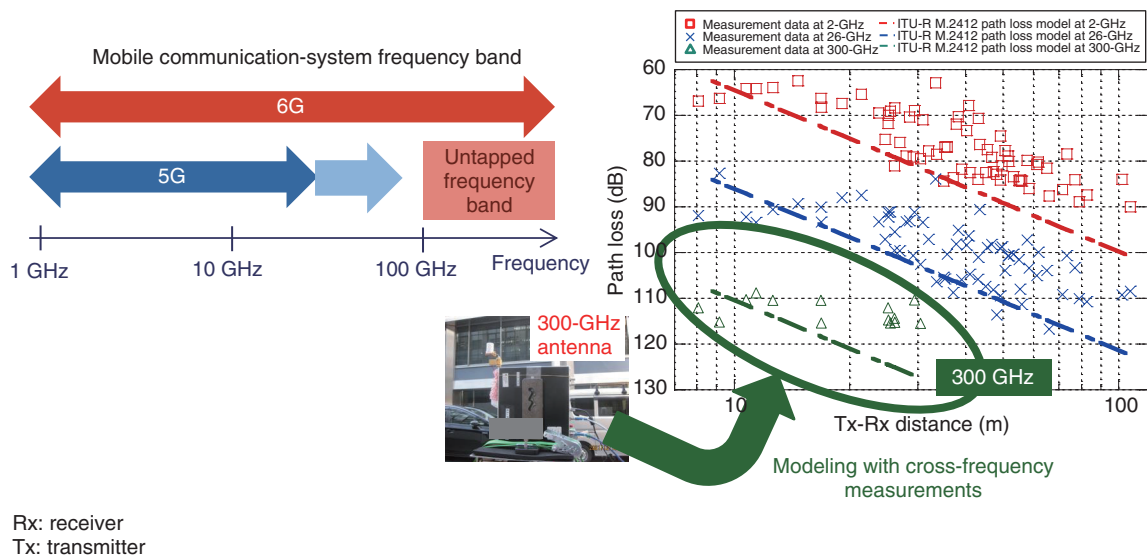 Mobile communication-system frequency band
6G
5G
Untapped
frequency
band
1 GHz
10 GHz
100 GHz
Frequency
300-GHz
antenna
Measurement data at 2-GHz
Measurement data at 26-GHz
Measurement data at 300-GHz
ITU-R M.2412 path loss model at 2-GHz
ITU-R M.2412 path loss model at 26-GHz
ITU-R M.2412 path loss model at 300-GHz
Path loss (dB)
60
70
80
90
100
110
120
130
10
100
Tx-Rx distance (m)
300 GHz
Modeling with cross-frequency
measurements
Rx: receiver
Tx: transmitter